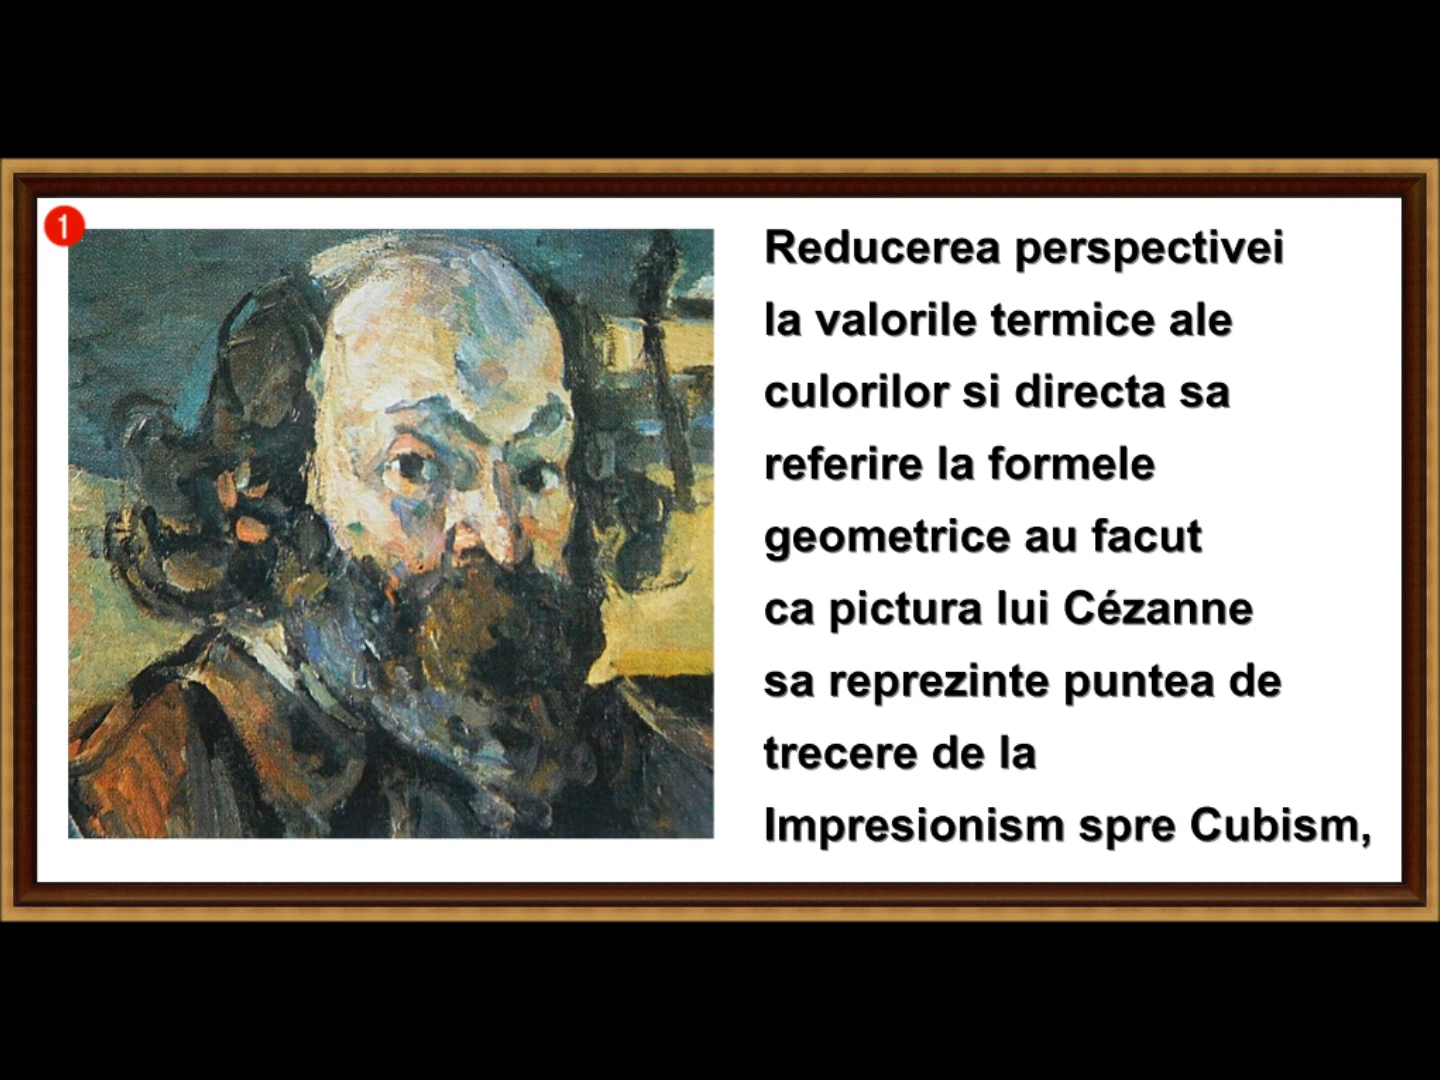 1
Reducerea perspectivei
la valorile termice ale
culorilor si directa sa
referire la formele
geometrice au facut
ca pictura lui Cézanne
sa reprezinte puntea de
trecere de la
Impresionism spre Cubism,